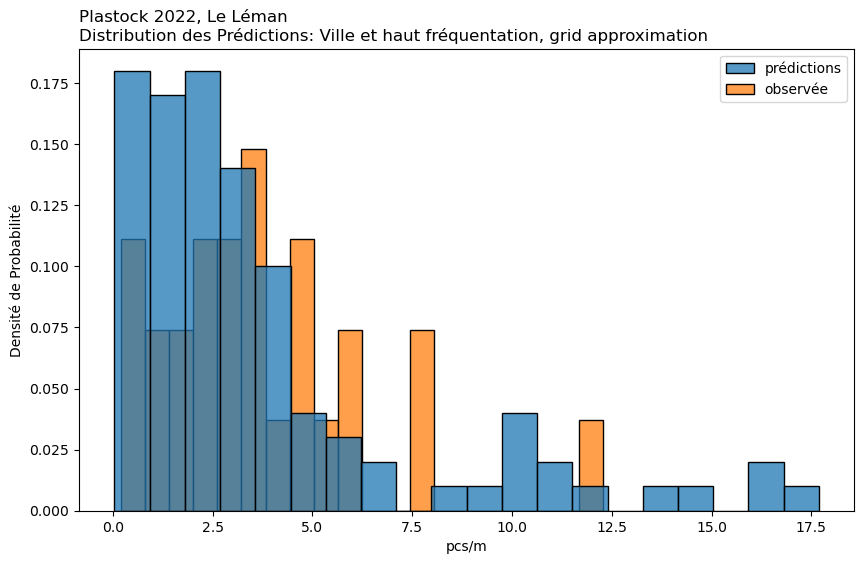 Plastock 2022, Le Léman
Distribution des Prédictions: Ville et haut fréquentation, grid approximation
prédictions
observée
Densité de Probabilité
0.175
0.150
0.125
0.100
0.075
0.050
0.025
0.000
0.0
2.5
5.0
7.5
10.0
12.5
15.0
17.5
pcs/m